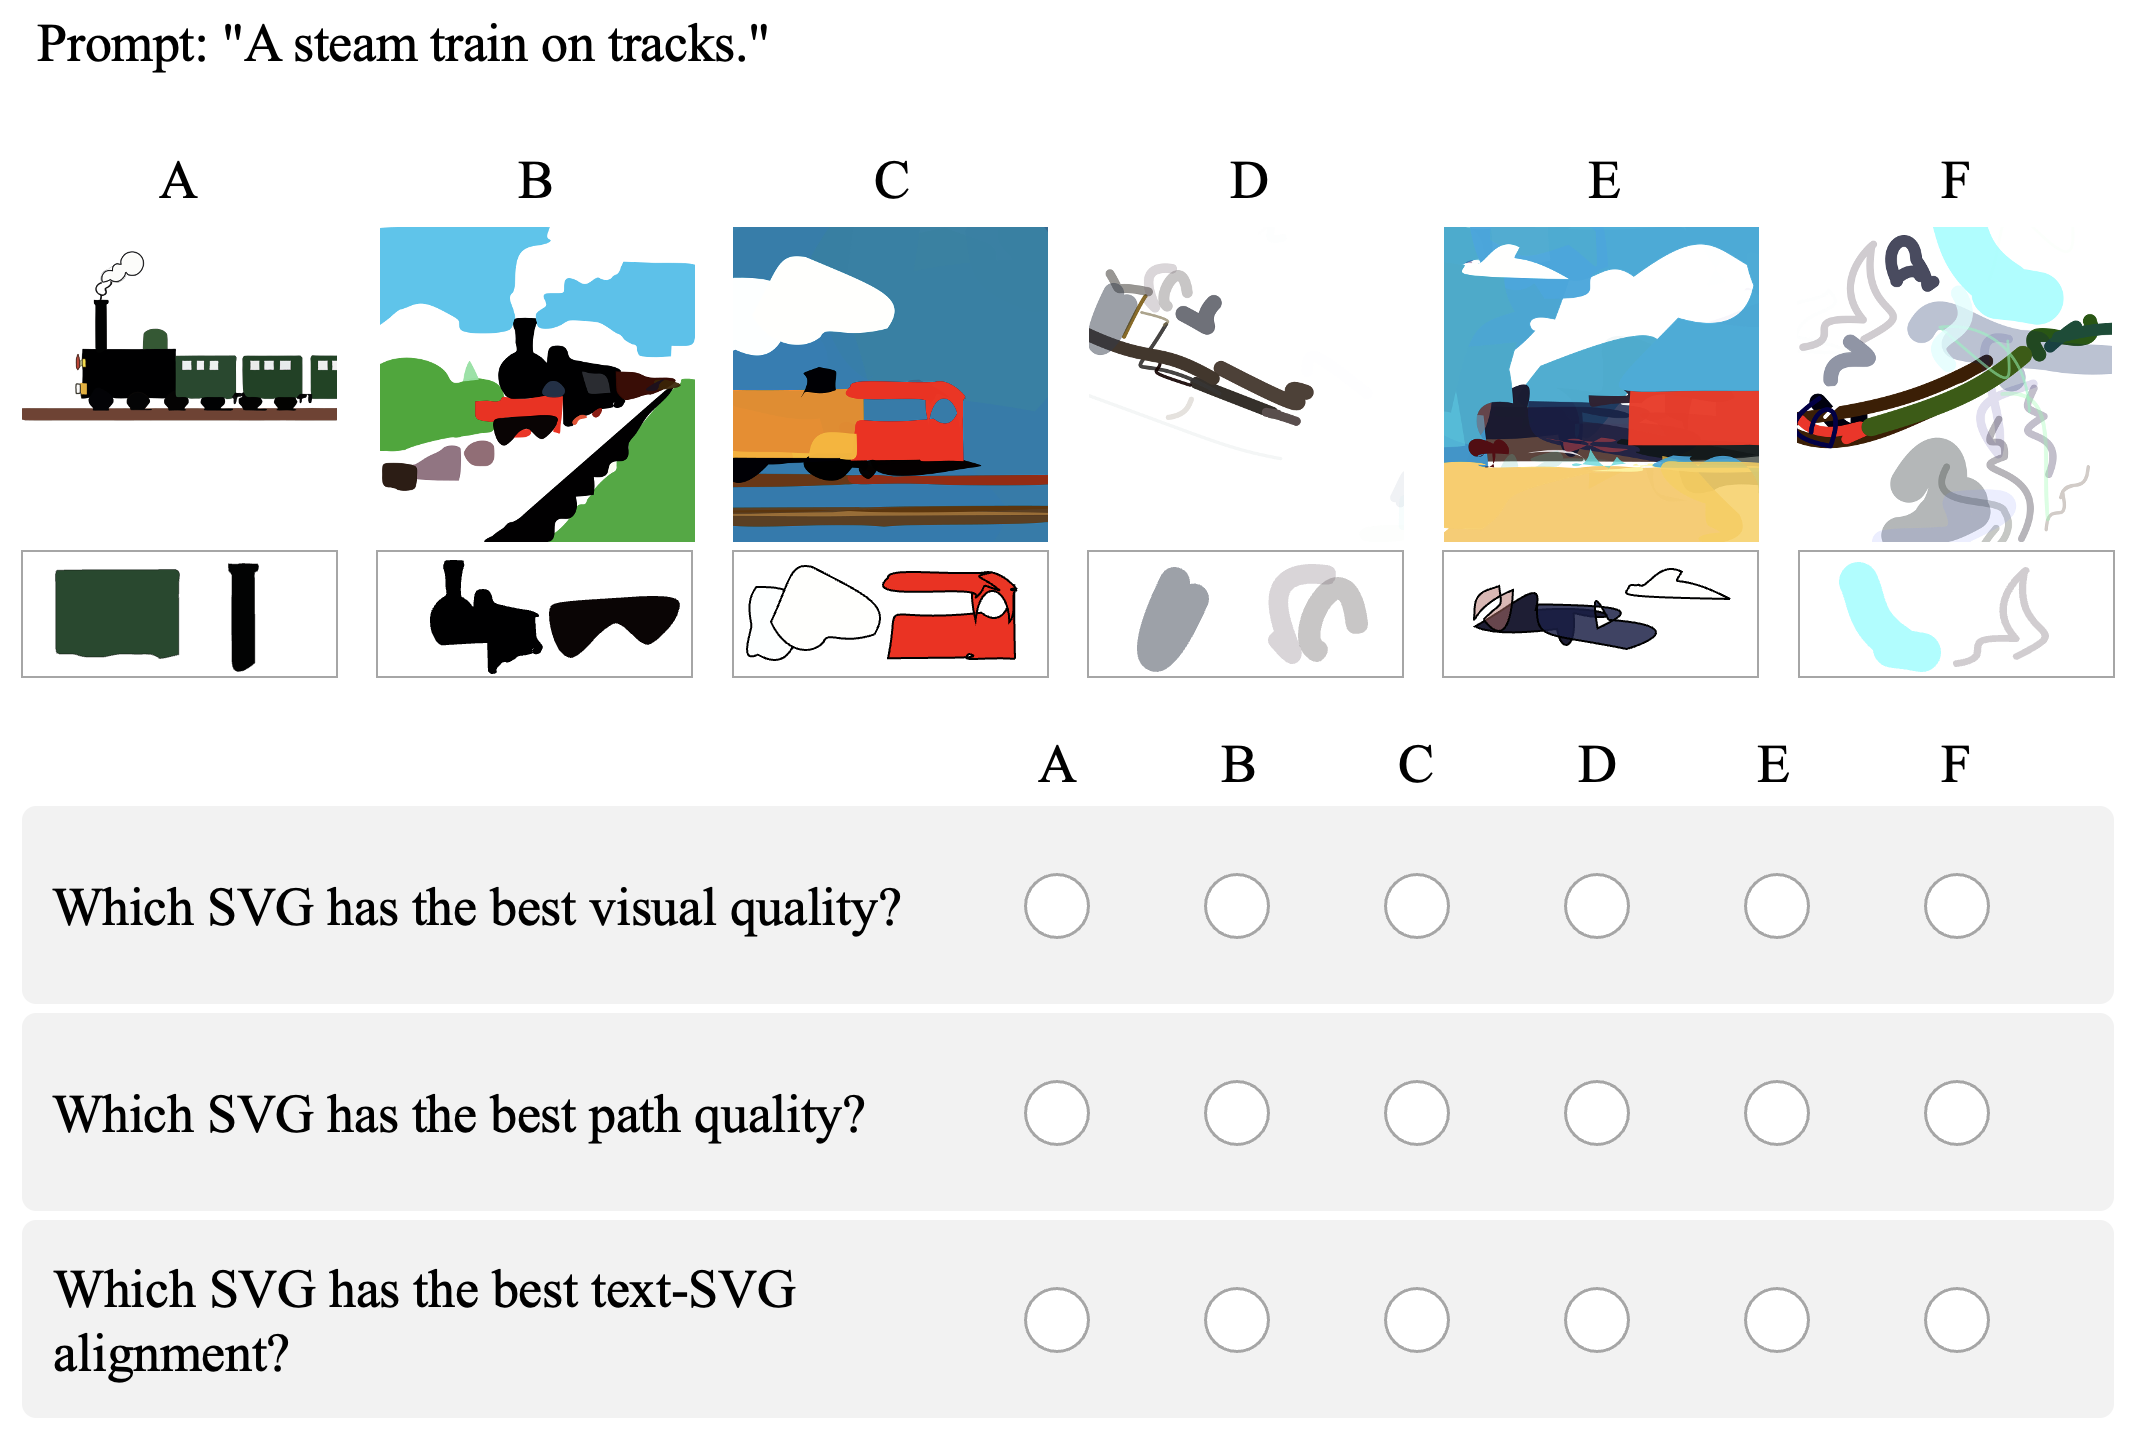 Prompt: "A steam train on tracks."
A B C D E F
A B C D E F
Which SVG has the best visual quality?
Which SVG has the best path quality?
Which SVG has the best text-SVG
alignment?